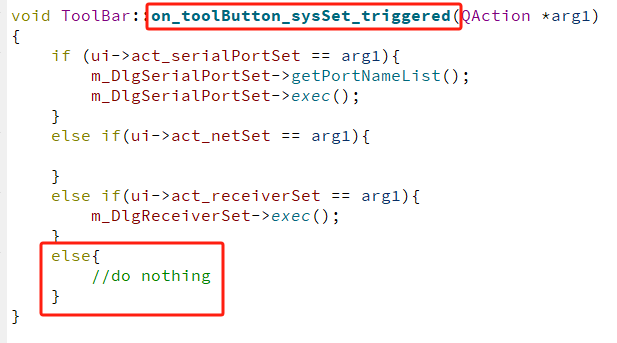 void ToolBar::on_toolButton_sysSet_triggered(QAction *arg1)
{
    if (ui->act_serialPortSet == arg1){
        m_DlgSerialPortSet->getPortNameList();
        m_DlgSerialPortSet->exec();
    }
    else if(ui->act_netSet == arg1){

    }
    else if(ui->act_receiverSet == arg1){
        m_DlgReceiverSet->exec();
    }
    else{
        //do nothing
    }
}